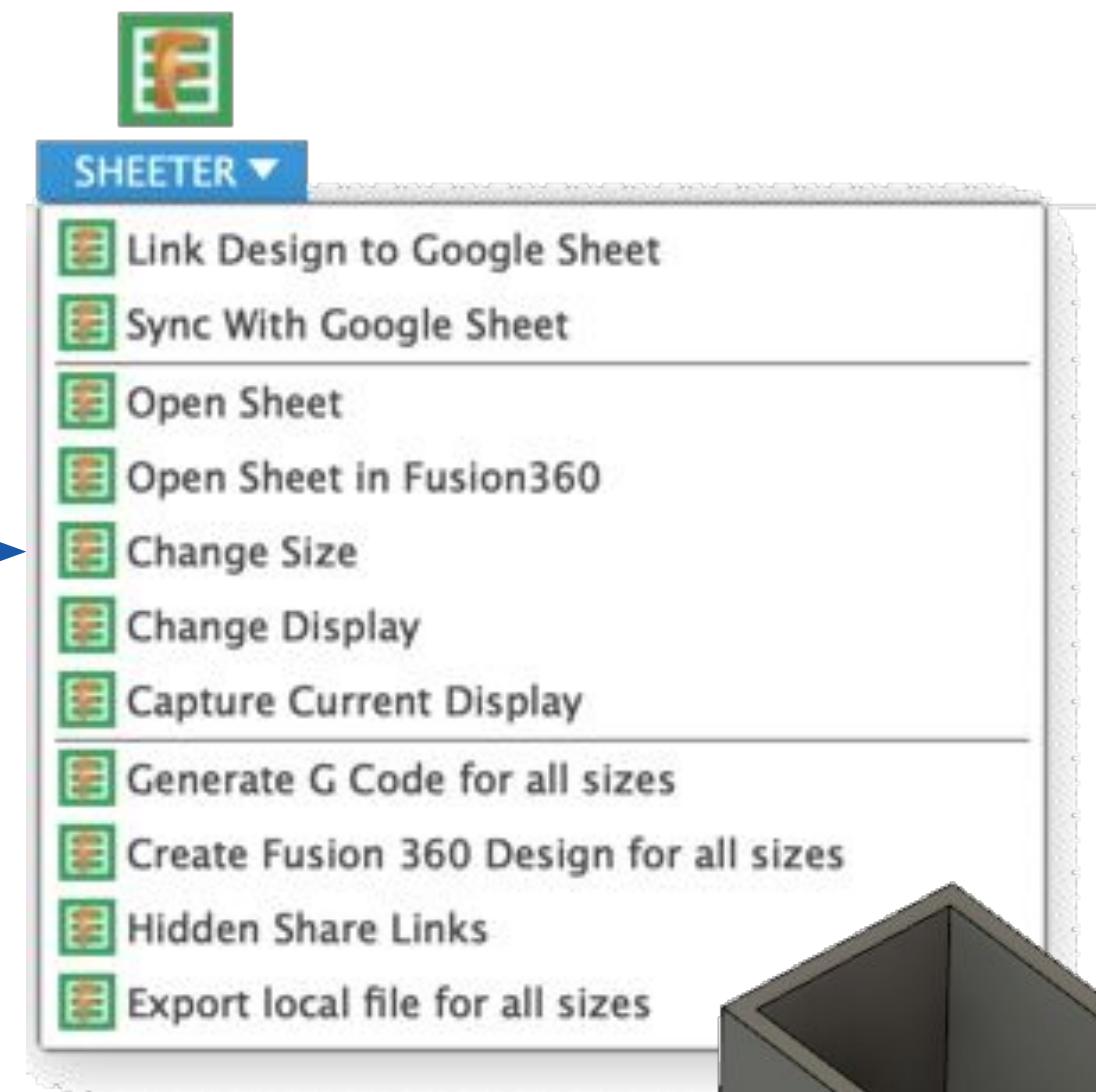 SHEETER
Link Design to Google Sheet
Sync With Google Sheet
Open Sheet
Open Sheet in Fusion360
Change Size
Change Display
Capture Current Display
Generate G Code for all sizes
Create Fusion 360 Design for all sizes
Hidden Share Links
Export local file for all sizes